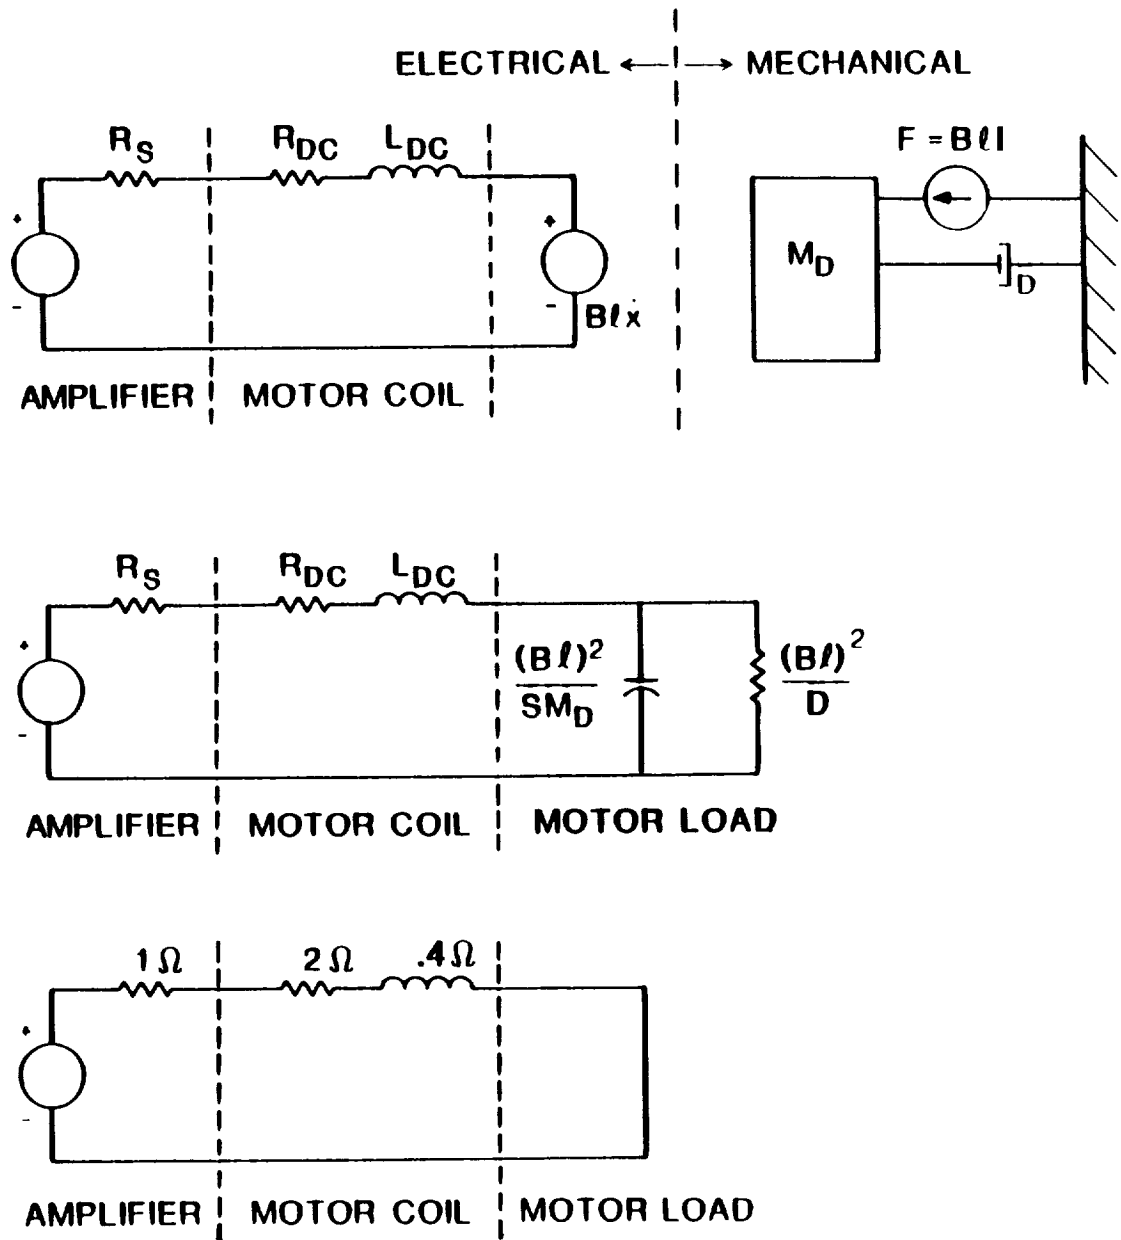 ELECTRICAL ←|→ MECHANICAL
R_S R_DC L_DC
F = BℓI
+
-
+
-
Bℓẋ
M_D
D
AMPLIFIER MOTOR COIL
R_S R_DC L_DC
+
-
(Bℓ)²
SM_D
(Bℓ)²
D
AMPLIFIER MOTOR COIL MOTOR LOAD
1Ω 2Ω .4Ω
+
-
AMPLIFIER MOTOR COIL MOTOR LOAD